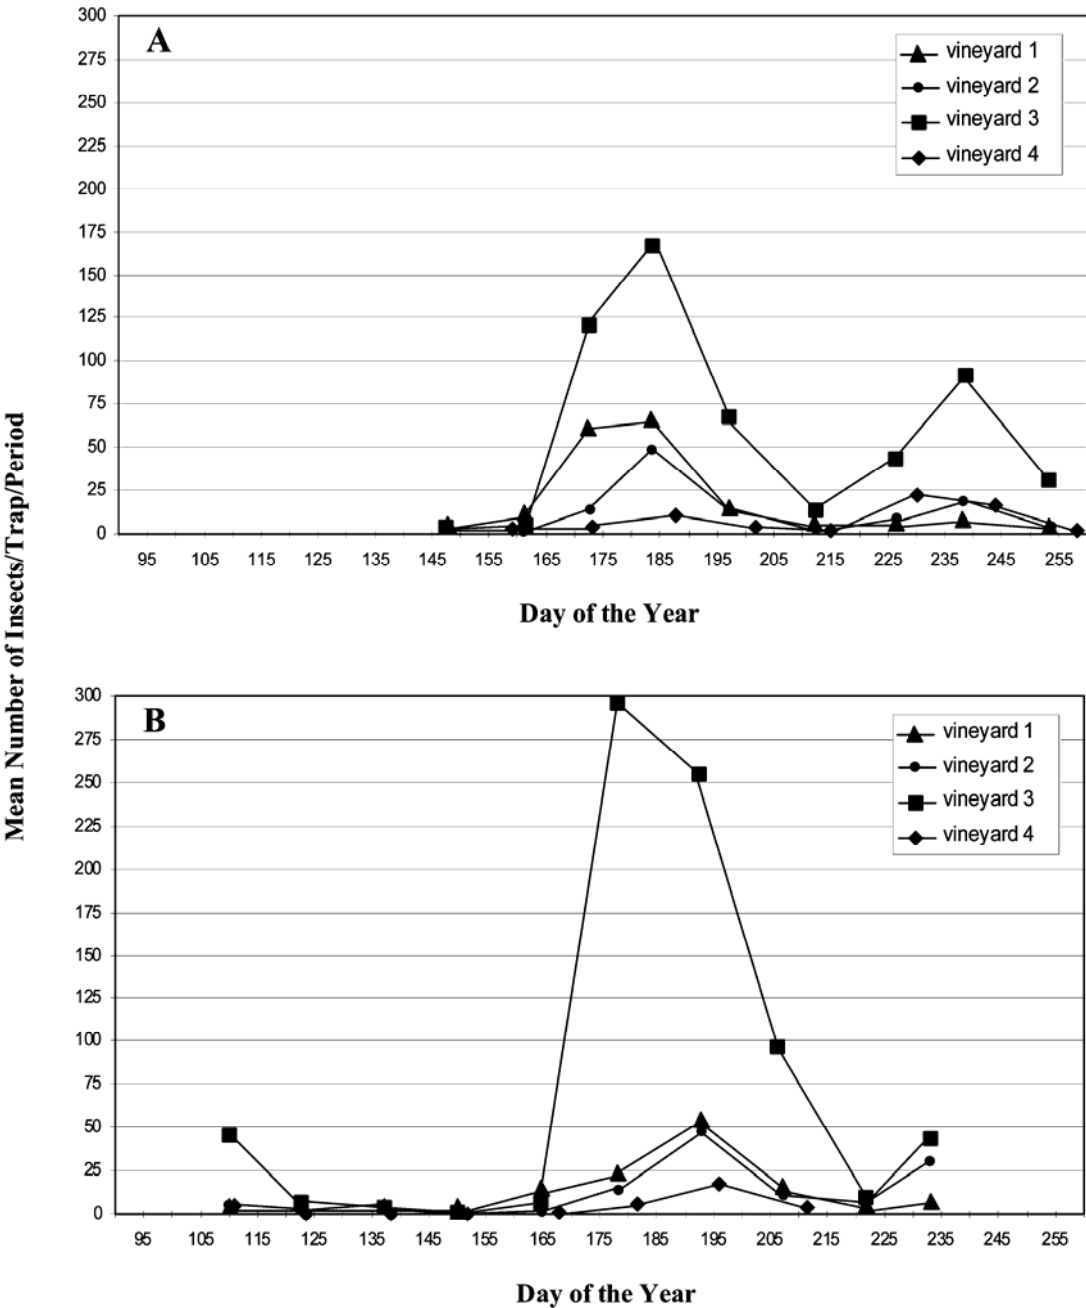 Mean Number of Insects/Trap/Period
A
300
275
250
225
200
175
150
125
100
75
50
25
0
vineyard 1
vineyard 2
vineyard 3
vineyard 4
95 105 115 125 135 145 155 165 175 185 195 205 215 225 235 245 255
Day of the Year
B
300
275
250
225
200
175
150
125
100
75
50
25
0
vineyard 1
vineyard 2
vineyard 3
vineyard 4
95 105 115 125 135 145 155 165 175 185 195 205 215 225 235 245 255
Day of the Year